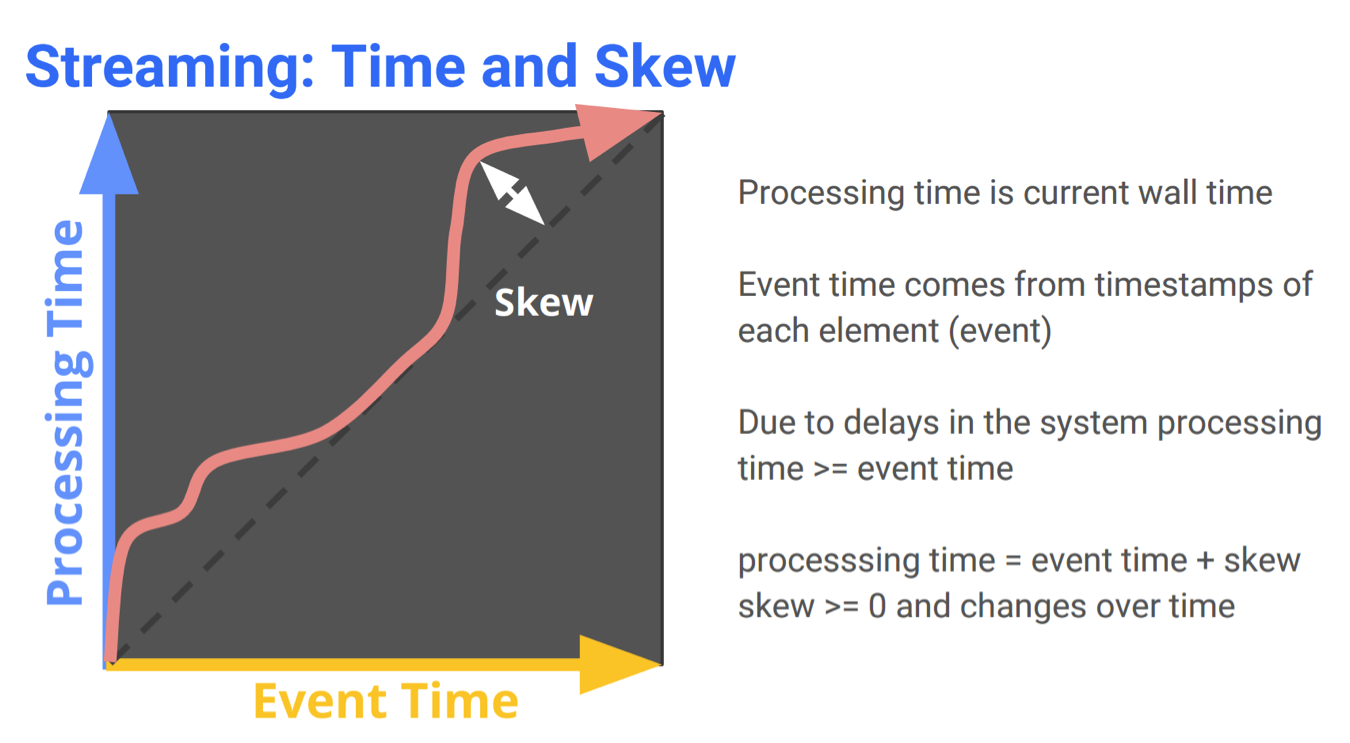 Streaming: Time and Skew
Processing Time
Skew
Event Time
Processing time is current wall time
Event time comes from timestamps of
each element (event)
Due to delays in the system processing
time >= event time
processsing time = event time + skew
skew >= 0 and changes over time